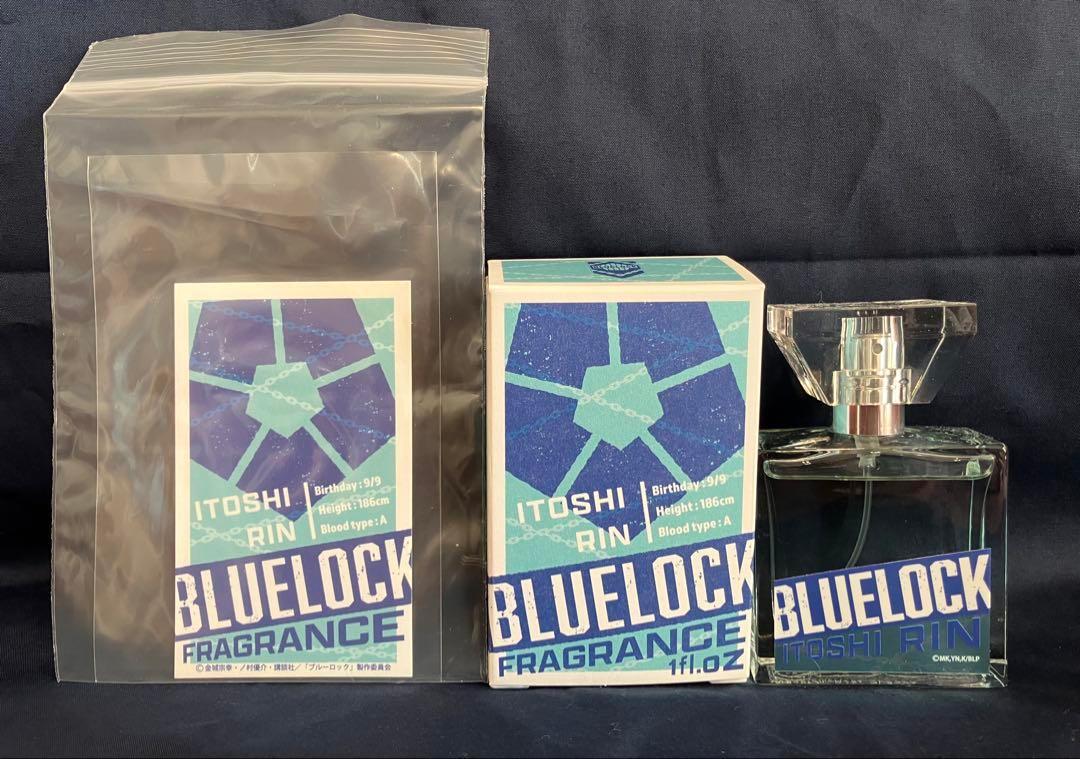 ITOSHI
RIN
Birthday : 9/9
Height : 186cm
Blood type : A
BLUELOCK
FRAGRANCE
©金城宗幸・ノ村優介・講談社／「ブルーロック」製作委員会
ITOSHI
RIN
Birthday : 9/9
Height : 186cm
Blood type : A
BLUELOCK
FRAGRANCE
1fl.oz
BLUELOCK
ITOSHI RIN
©MK,YN,K/BLP